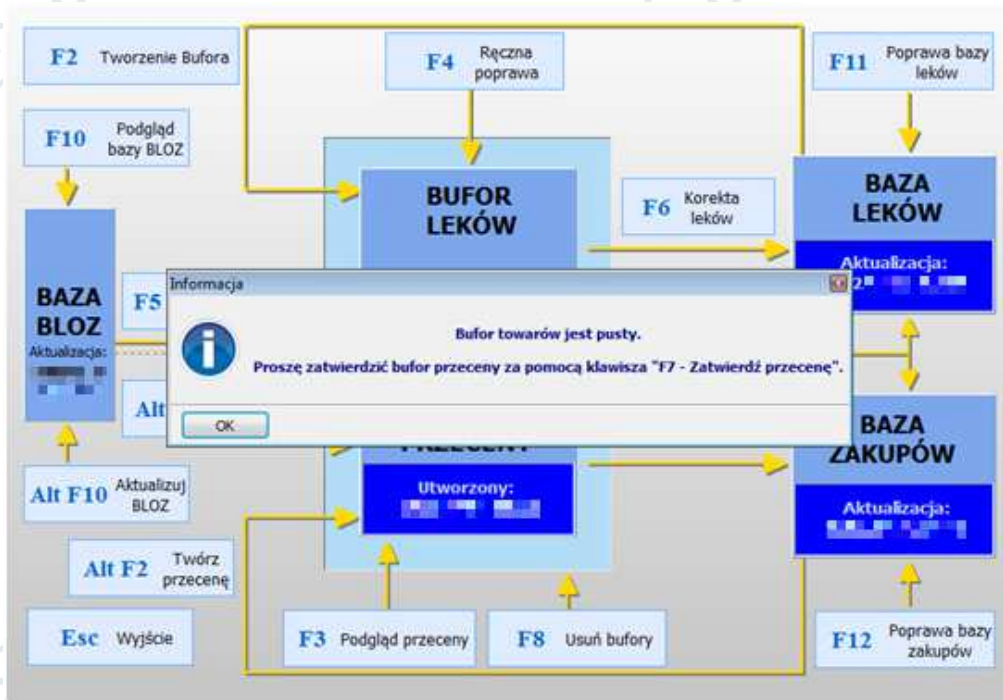 F2 Tworzenie Bufora
F4 Ręczna
poprawa
F11 Poprawa bazy
leków
F10 Podgląd
bazy BLOZ
BUFOR
LEKÓW
F6 Korekta
leków
BAZA
LEKÓW
Aktualizacja:
BAZA
BLOZ
Aktualizacja:
F5
Informacja
Bufor towarów jest pusty.
Proszę zatwierdzić bufor przeceny za pomocą klawisza "F7 - Zatwierdź przecenę".
OK
Alt
BAZA
ZAKUPÓW
Aktualizacja:
Utworzony:
Alt F10 Aktualizuj
BLOZ
Alt F2 Twórz
przecenę
Esc Wyjście
F3 Podgląd przeceny
F8 Usuń bufory
F12 Poprawa bazy
zakupów